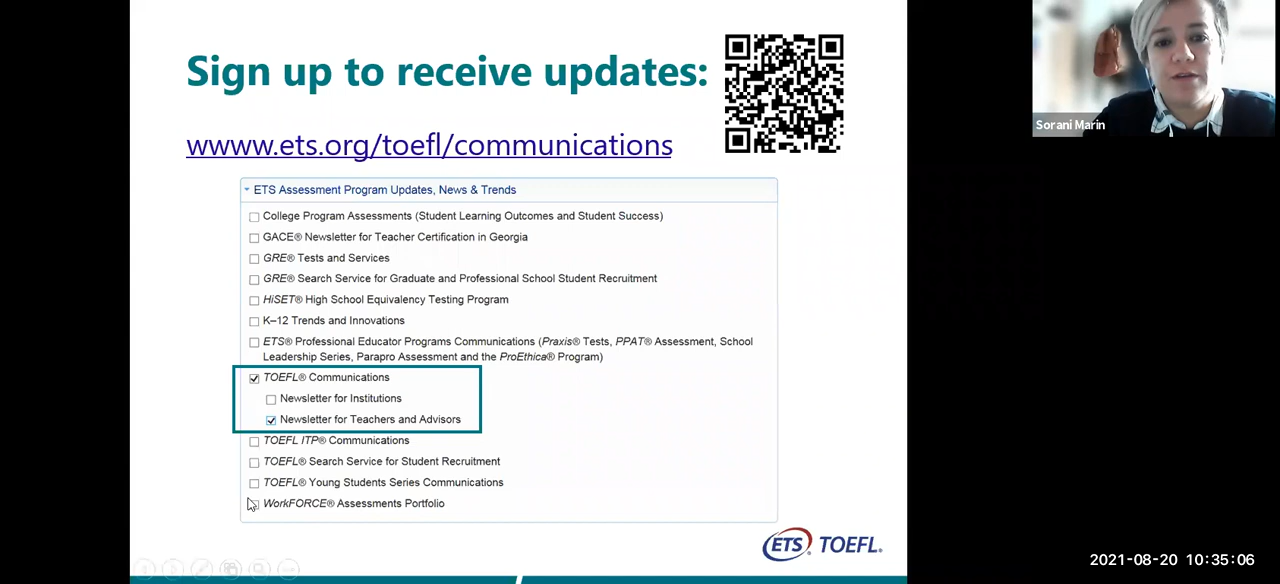 Sign up to receive updates:
wwww.ets.org/toefl/communications
ETS Assessment Program Updates, News & Trends
College Program Assessments (Student Learning Outcomes and Student Success)
GACE® Newsletter for Teacher Certification in Georgia
GRE® Tests and Services
GRE® Search Service for Graduate and Professional School Student Recruitment
HiSET® High School Equivalency Testing Program
K–12 Trends and Innovations
ETS® Professional Educator Programs Communications (Praxis® Tests, PPAT® Assessment, School
Leadership Series, Parapro Assessment and the ProEthica® Program)
TOEFL® Communications
Newsletter for Institutions
Newsletter for Teachers and Advisors
TOEFL ITP® Communications
TOEFL® Search Service for Student Recruitment
TOEFL® Young Students Series Communications
WorkFORCE® Assessments Portfolio
ETS® TOEFL®
Sorani Marin
2021-08-20 10:35:06